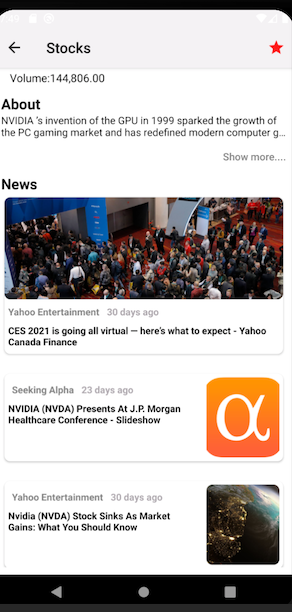 7:49
Stocks
Volume:144,806.00
About
NVIDIA 's invention of the GPU in 1999 sparked the growth of
the PC gaming market and has redefined modern computer g...
Show more....
News
Yahoo Entertainment 30 days ago
CES 2021 is going all virtual — here's what to expect - Yahoo
Canada Finance
Seeking Alpha 23 days ago
NVIDIA (NVDA) Presents At J.P. Morgan
Healthcare Conference - Slideshow
α
Yahoo Entertainment 30 days ago
Nvidia (NVDA) Stock Sinks As Market
Gains: What You Should Know